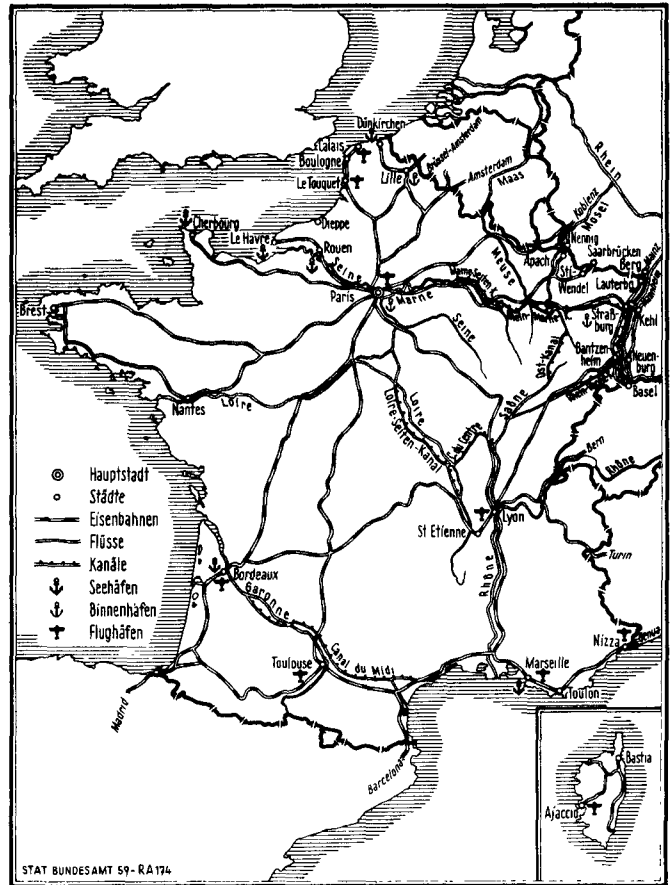 Dünkirchen
Calais
Boulogne
Le Touquet
Lille
Brüssel-Amsterdam
Amsterdam
Maas
Rhein
Koblenz
Mosel
Cherbourg
Dieppe
Le Havre
Rouen
Seine
Paris
Marne
Meuse
Nennig
Apach
Saarbrücken
St.
Wendel
Berg
Lauterbg
Mainz
Straß-
burg
Kehl
Brest
Seine
Ost-Kanal
Bantzen-
heim
Neuen-
burg
Basel
Nantes
Loire
Loire
Loire-Seiten-Kanal
Saône
Bern
Rhône
Hauptstadt
Städte
Eisenbahnen
Flüsse
Kanäle
Seehäfen
Binnenhäfen
Flughäfen
St Etienne
Lyon
Turin
Rhône
Bordeaux
Garonne
Toulouse
Canal du Midi
Marseille
Toulon
Nizza
Genua
Madrid
Barcelona
Bastia
Ajaccio
STAT BUNDESAMT 59-RA174